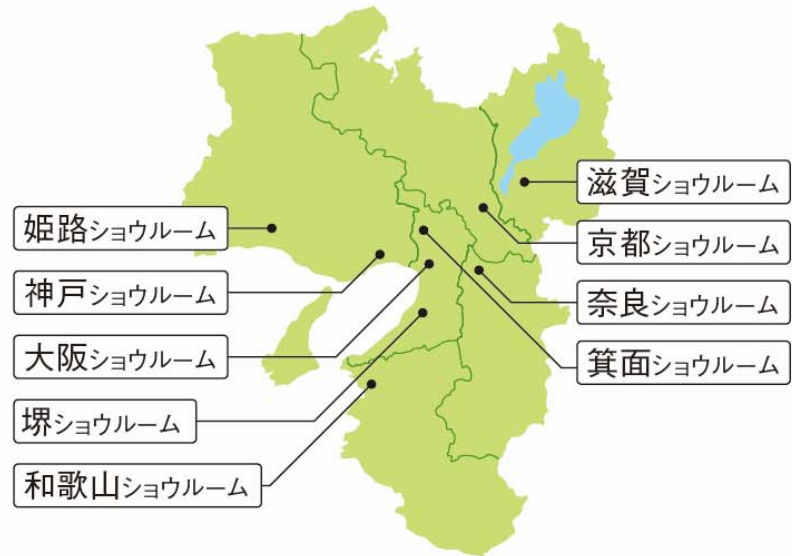 姫路ショウルーム
神戸ショウルーム
大阪ショウルーム
堺ショウルーム
和歌山ショウルーム
滋賀ショウルーム
京都ショウルーム
奈良ショウルーム
箕面ショウルーム